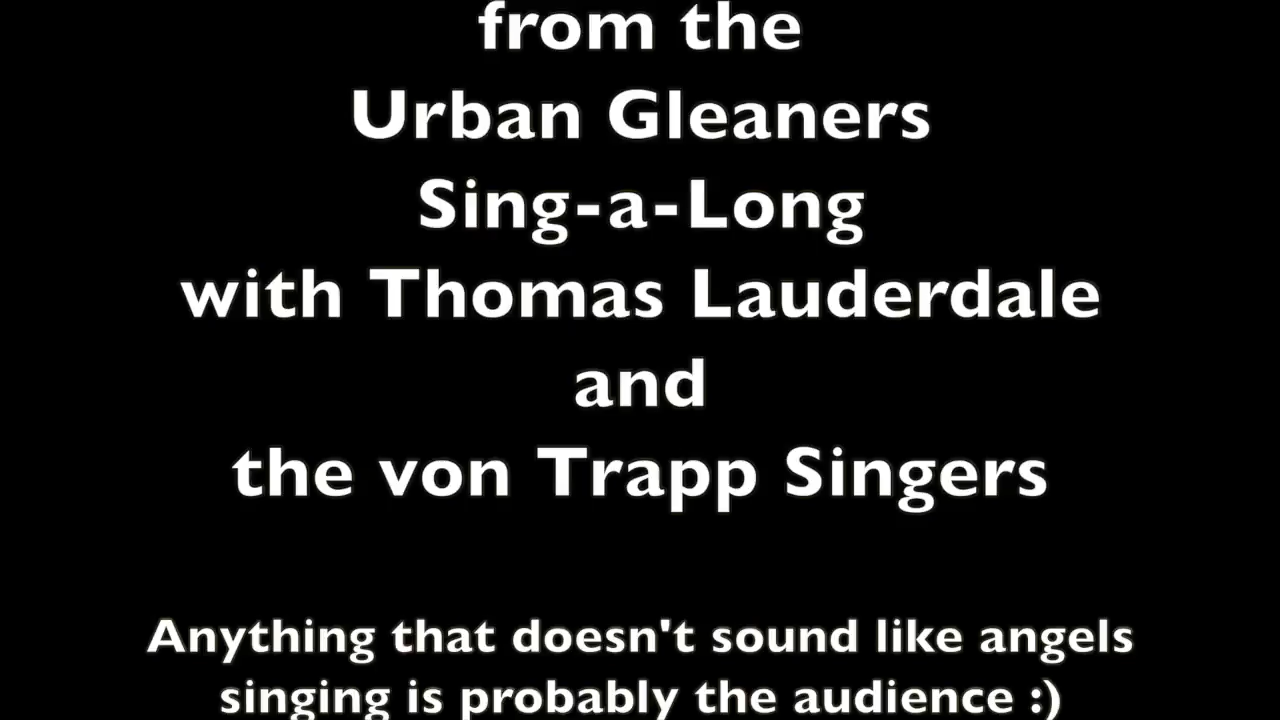 from the
Urban Gleaners
Sing-a-Long
with Thomas Lauderdale
and
the von Trapp Singers
Anything that doesn't sound like angels
singing is probably the audience :)